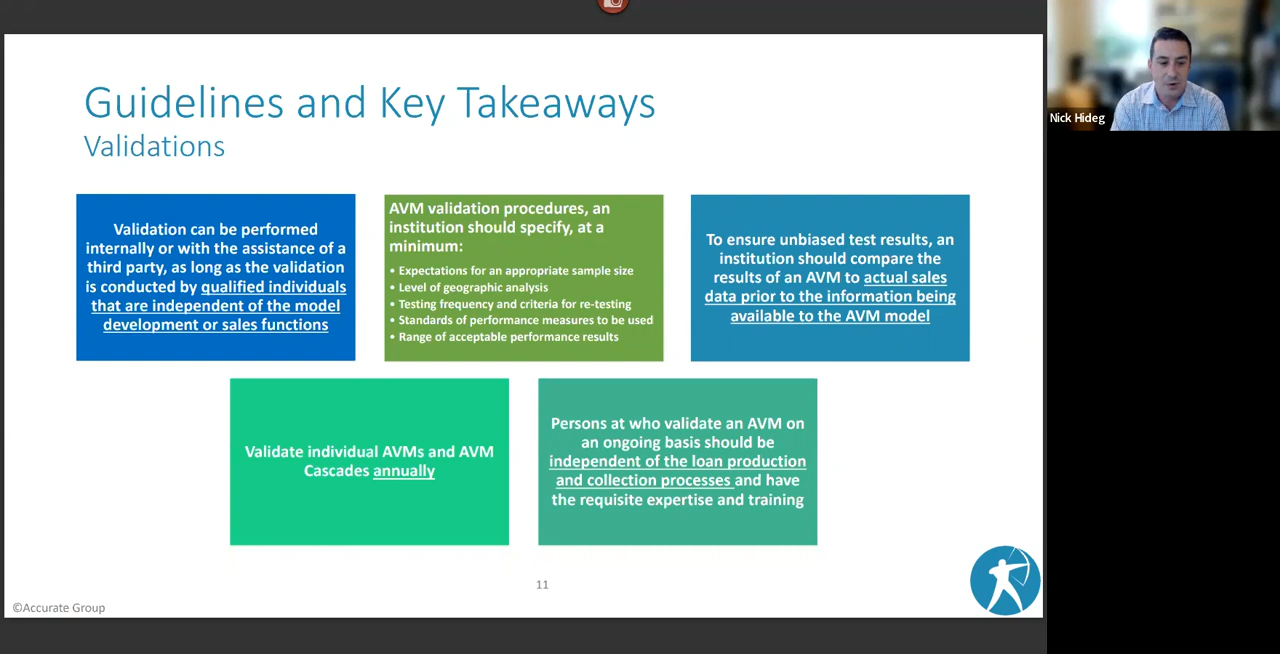 Guidelines and Key Takeaways
Validations
Nick Hideg
Validation can be performed
internally or with the assistance of a
third party, as long as the validation
is conducted by qualified individuals
that are independent of the model
development or sales functions
AVM validation procedures, an
institution should specify, at a
minimum:
• Expectations for an appropriate sample size
• Level of geographic analysis
• Testing frequency and criteria for re-testing
• Standards of performance measures to be used
• Range of acceptable performance results
To ensure unbiased test results, an
institution should compare the
results of an AVM to actual sales
data prior to the information being
available to the AVM model
Validate individual AVMs and AVM
Cascades annually
Persons at who validate an AVM on
an ongoing basis should be
independent of the loan production
and collection processes and have
the requisite expertise and training
11
©Accurate Group